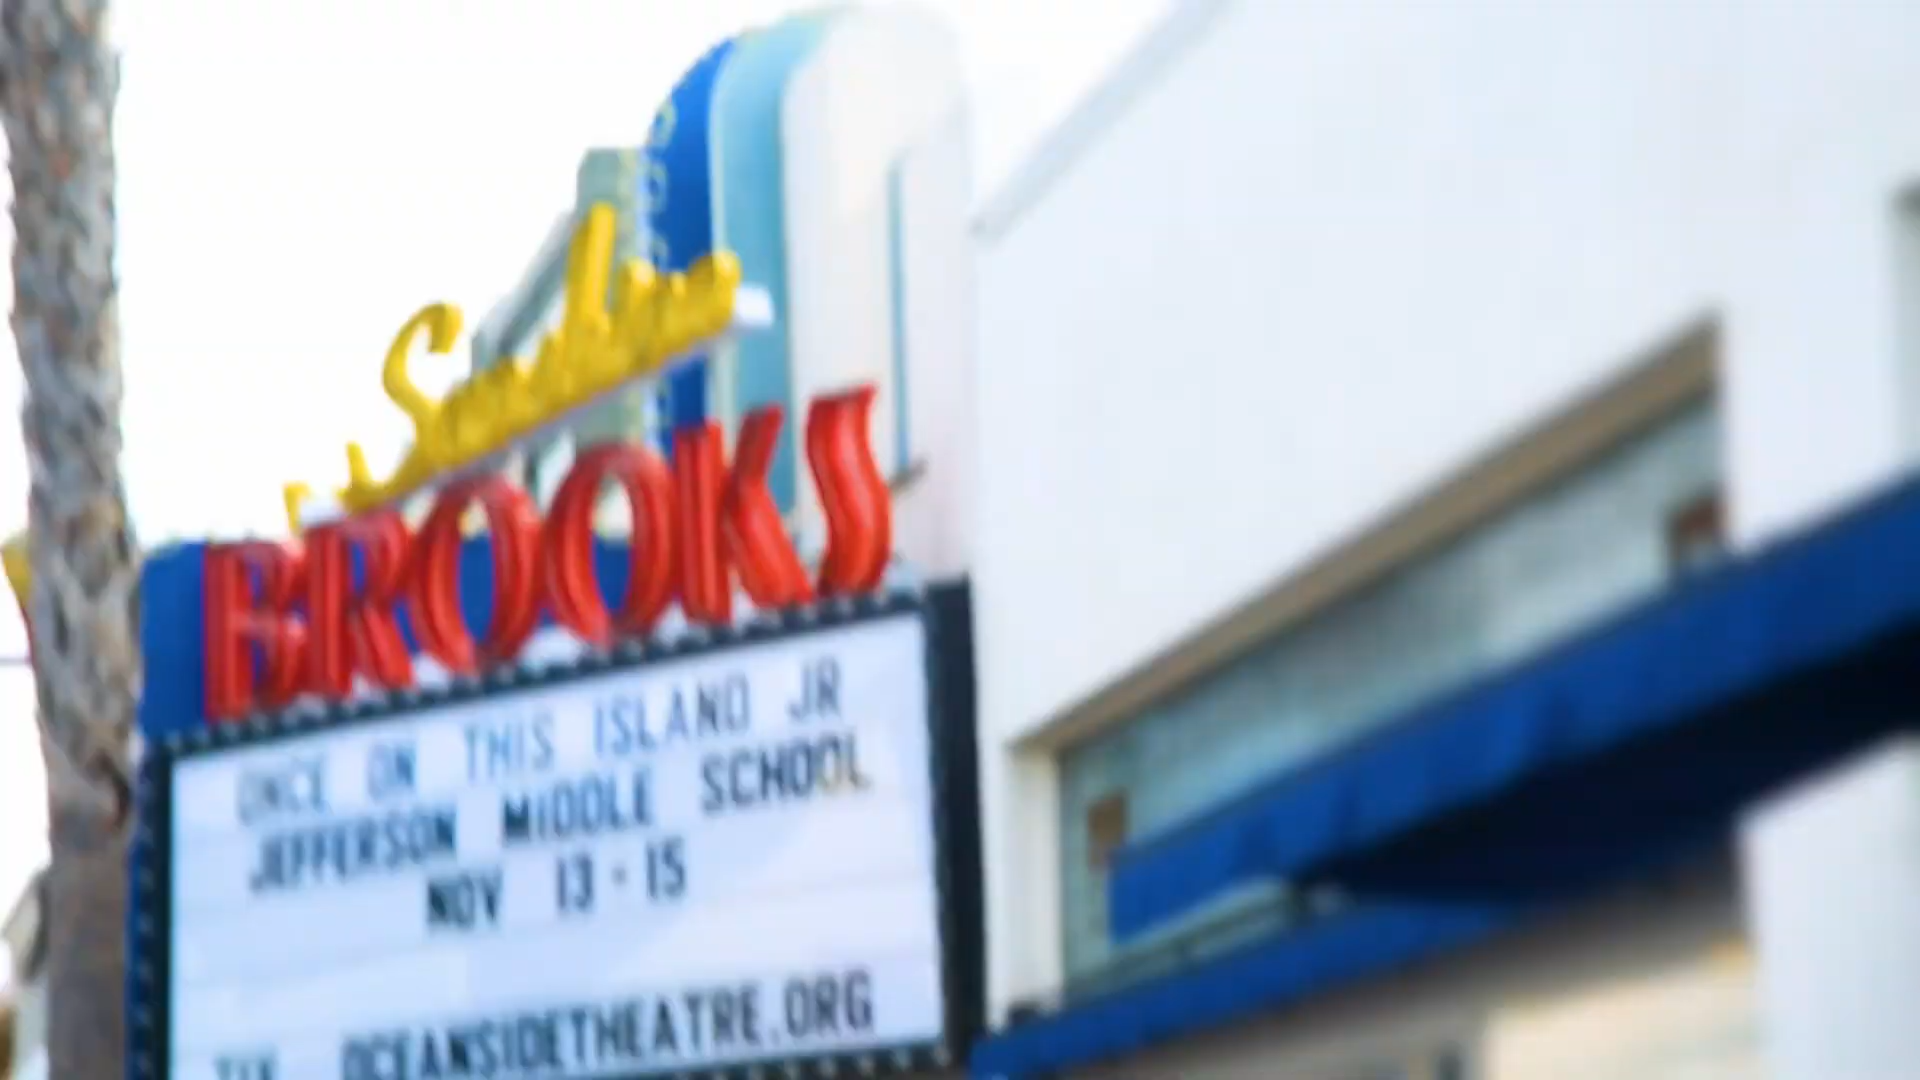 BROOKS
ONCE ON THIS ISLAND JR
JEFFERSON MIDDLE SCHOOL
NOV 13 - 15
OCEANSIDETHEATRE.ORG